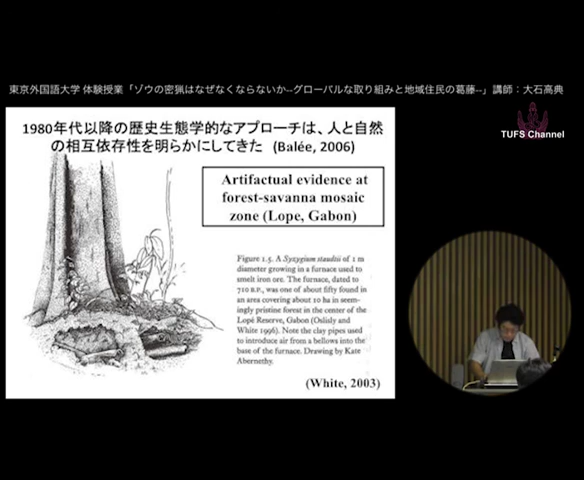 東京外国語大学 体験授業「ゾウの密猟はなぜなくならないか--グローバルな取り組みと地域住民の葛藤--」講師：大石高典
TUFS Channel
1980年代以降の歴史生態学的なアプローチは、人と自然
の相互依存性を明らかにしてきた (Balée, 2006)
Artifactual evidence at
forest-savanna mosaic
zone (Lope, Gabon)
Figure 1.5. A Syzygium staudtii of 1 m
diameter growing in a furnace used to
smelt iron ore. The furnace, dated to
710 B.P., was one of about fifty found in
an area covering about 10 ha in seem-
ingly pristine forest in the center of the
Lopé Reserve, Gabon (Oslisly and
White 1996). Note the clay pipes used
to introduce air from a bellows into the
base of the furnace. Drawing by Kate
Abernethy.
(White, 2003)